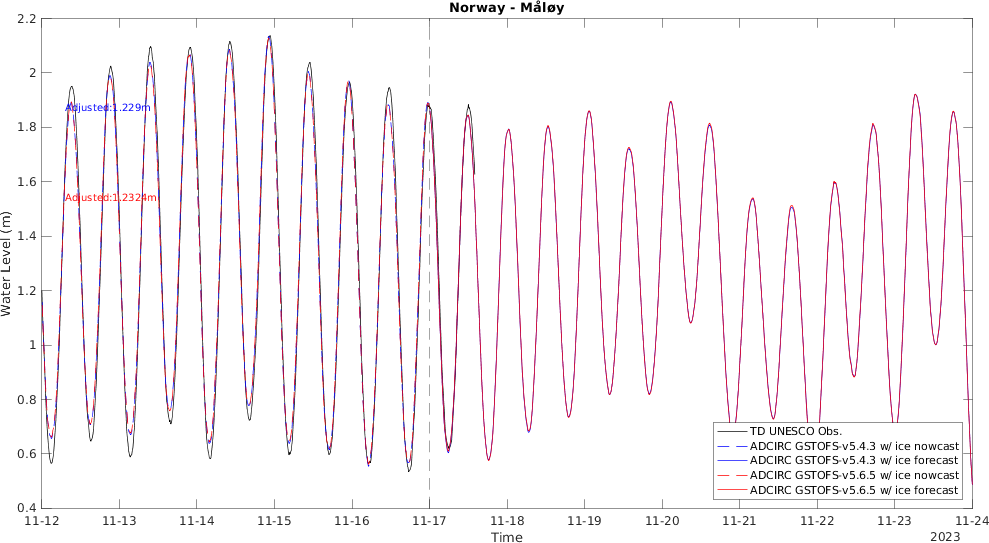 Norway - Måløy
2.2
2
1.8
1.6
1.4
1.2
1
0.8
0.6
0.4
Water Level (m)
Adjusted:1.229m
Adjusted:1.2324m
TD UNESCO Obs.
ADCIRC GSTOFS-v5.4.3 w/ ice nowcast
ADCIRC GSTOFS-v5.4.3 w/ ice forecast
ADCIRC GSTOFS-v5.6.5 w/ ice nowcast
ADCIRC GSTOFS-v5.6.5 w/ ice forecast
11-12 11-13 11-14 11-15 11-16 11-17 11-18 11-19 11-20 11-21 11-22 11-23 11-24
Time
2023